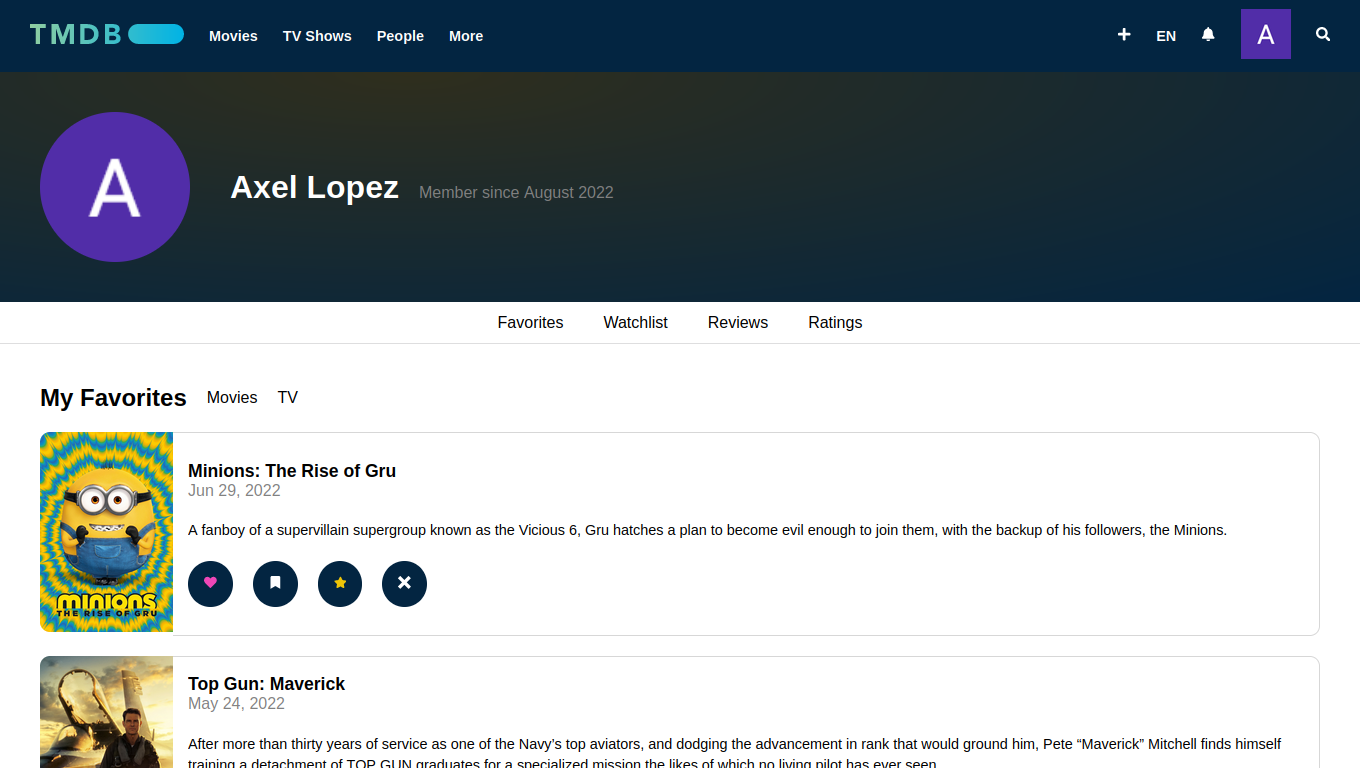 TMDB Movies TV Shows People More EN A
A Axel Lopez Member since August 2022
Favorites Watchlist Reviews Ratings
My Favorites Movies TV
Minions: The Rise of Gru
Jun 29, 2022
A fanboy of a supervillain supergroup known as the Vicious 6, Gru hatches a plan to become evil enough to join them, with the backup of his followers, the Minions.
minions
THE RISE OF GRU
Top Gun: Maverick
May 24, 2022
After more than thirty years of service as one of the Navy’s top aviators, and dodging the advancement in rank that would ground him, Pete “Maverick” Mitchell finds himself
training a detachment of TOP GUN graduates for a specialized mission the likes of which no living pilot has ever seen.